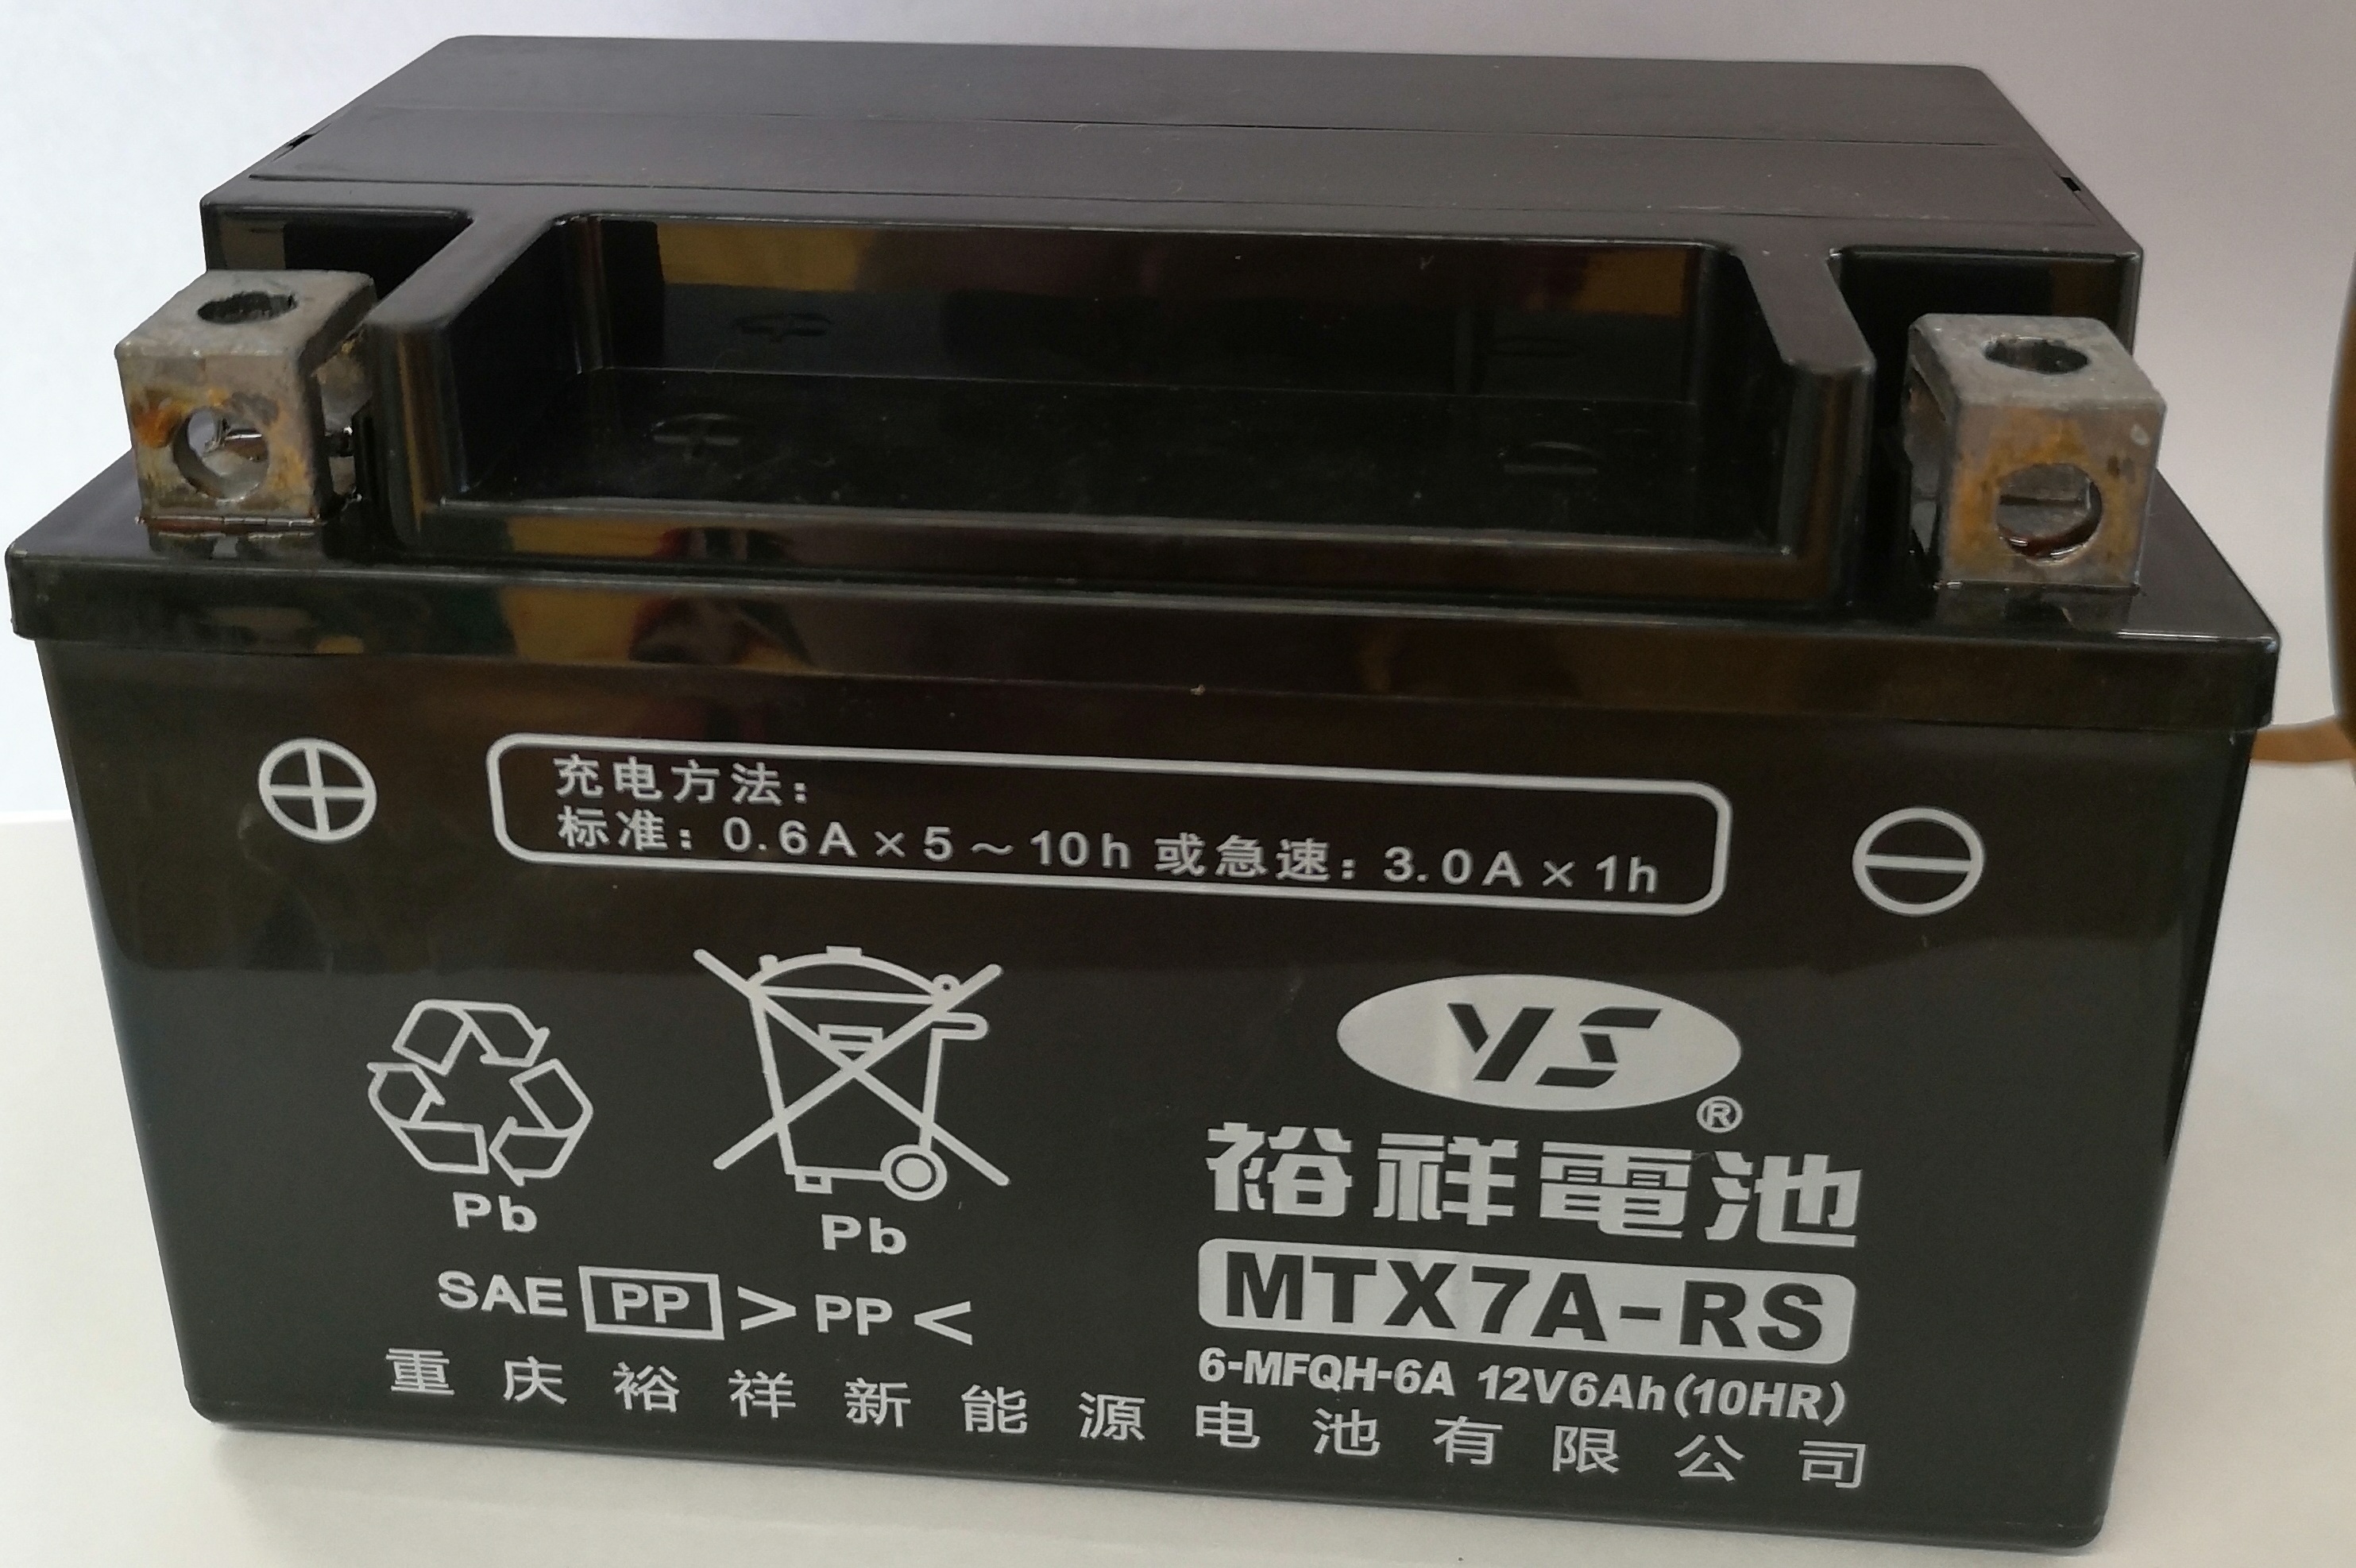 充电方法:
标准: 0.6A×5~10h 或急速: 3.0A×1h
YS
®
裕祥電池
MTX7A-RS
6-MFQH-6A 12V6Ah(10HR)
Pb
Pb
SAE PP >PP<
重庆裕祥新能源电池有限公司